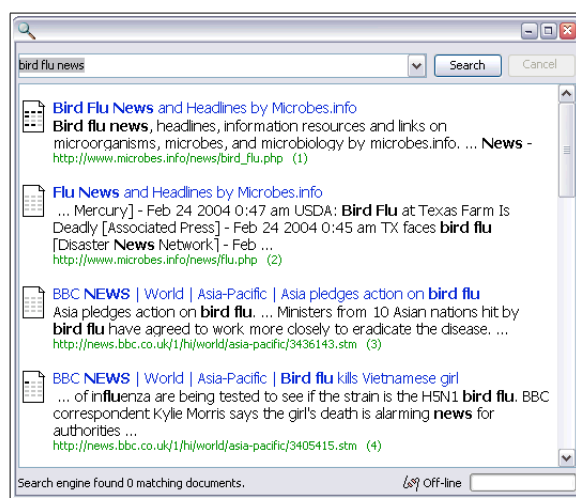 bird flu news
Search
Cancel
Bird Flu News and Headlines by Microbes.info
Bird flu news, headlines, information resources and links on
microorganisms, microbes, and microbiology by microbes.info. ... News -
http://www.microbes.info/news/bird_flu.php (1)
Flu News and Headlines by Microbes.info
... Mercury] - Feb 24 2004 0:47 am USDA: Bird Flu at Texas Farm Is
Deadly [Associated Press] - Feb 24 2004 0:45 am TX faces bird flu
[Disaster News Network] - Feb ...
http://www.microbes.info/news/flu.php (2)
BBC NEWS | World | Asia-Pacific | Asia pledges action on bird flu
Asia pledges action on bird flu. ... Ministers from 10 Asian nations hit by
bird flu have agreed to work more closely to eradicate the disease. ...
http://news.bbc.co.uk/1/hi/world/asia-pacific/3436143.stm (3)
BBC NEWS | World | Asia-Pacific | Bird flu kills Vietnamese girl
... of influenza are being tested to see if the strain is the H5N1 bird flu. BBC
correspondent Kylie Morris says the girl's death is alarming news for
authorities ...
http://news.bbc.co.uk/1/hi/world/asia-pacific/3405415.stm (4)
Search engine found 0 matching documents.
Off-line